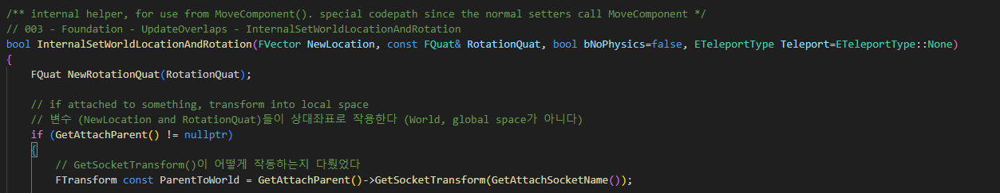 /** internal helper, for use from MoveComponent(). special codepath since the normal setters call MoveComponent */
// 003 - Foundation - UpdateOverlaps - InternalSetWorldLocationAndRotation
bool InternalSetWorldLocationAndRotation(FVector NewLocation, const FQuat& RotationQuat, bool bNoPhysics=false, ETeleportType Teleport=ETeleportType::None)
{
FQuat NewRotationQuat(RotationQuat);
// if attached to something, transform into local space
// 변수 (NewLocation and RotationQuat)들이 상대좌표로 작용한다 (World, global space가 아니다)
if (GetAttachParent() != nullptr)
{
// GetSocketTransform()이 어떻게 작동하는지 다뤘었다
FTransform const ParentToWorld = GetAttachParent()->GetSocketTransform(GetAttachSocketName());